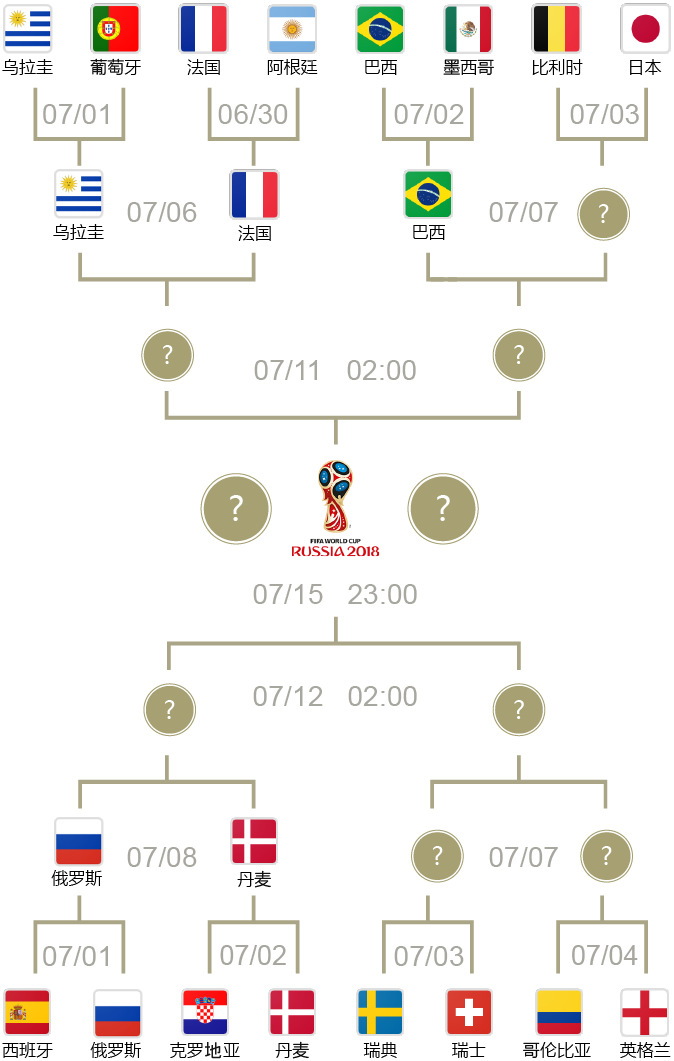 乌拉圭 葡萄牙 法国 阿根廷 巴西 墨西哥 比利时 日本
07/01 06/30 07/02 07/03
07/06 07/07 ?
乌拉圭 法国 巴西
? ?
07/11 02:00
? ?
FIFA WORLD CUP
RUSSIA 2018
07/15 23:00
07/12 02:00
? ?
07/08 ? 07/07 ?
俄罗斯 丹麦
07/01 07/02 07/03 07/04
西班牙 俄罗斯 克罗地亚 丹麦 瑞典 瑞士 哥伦比亚 英格兰